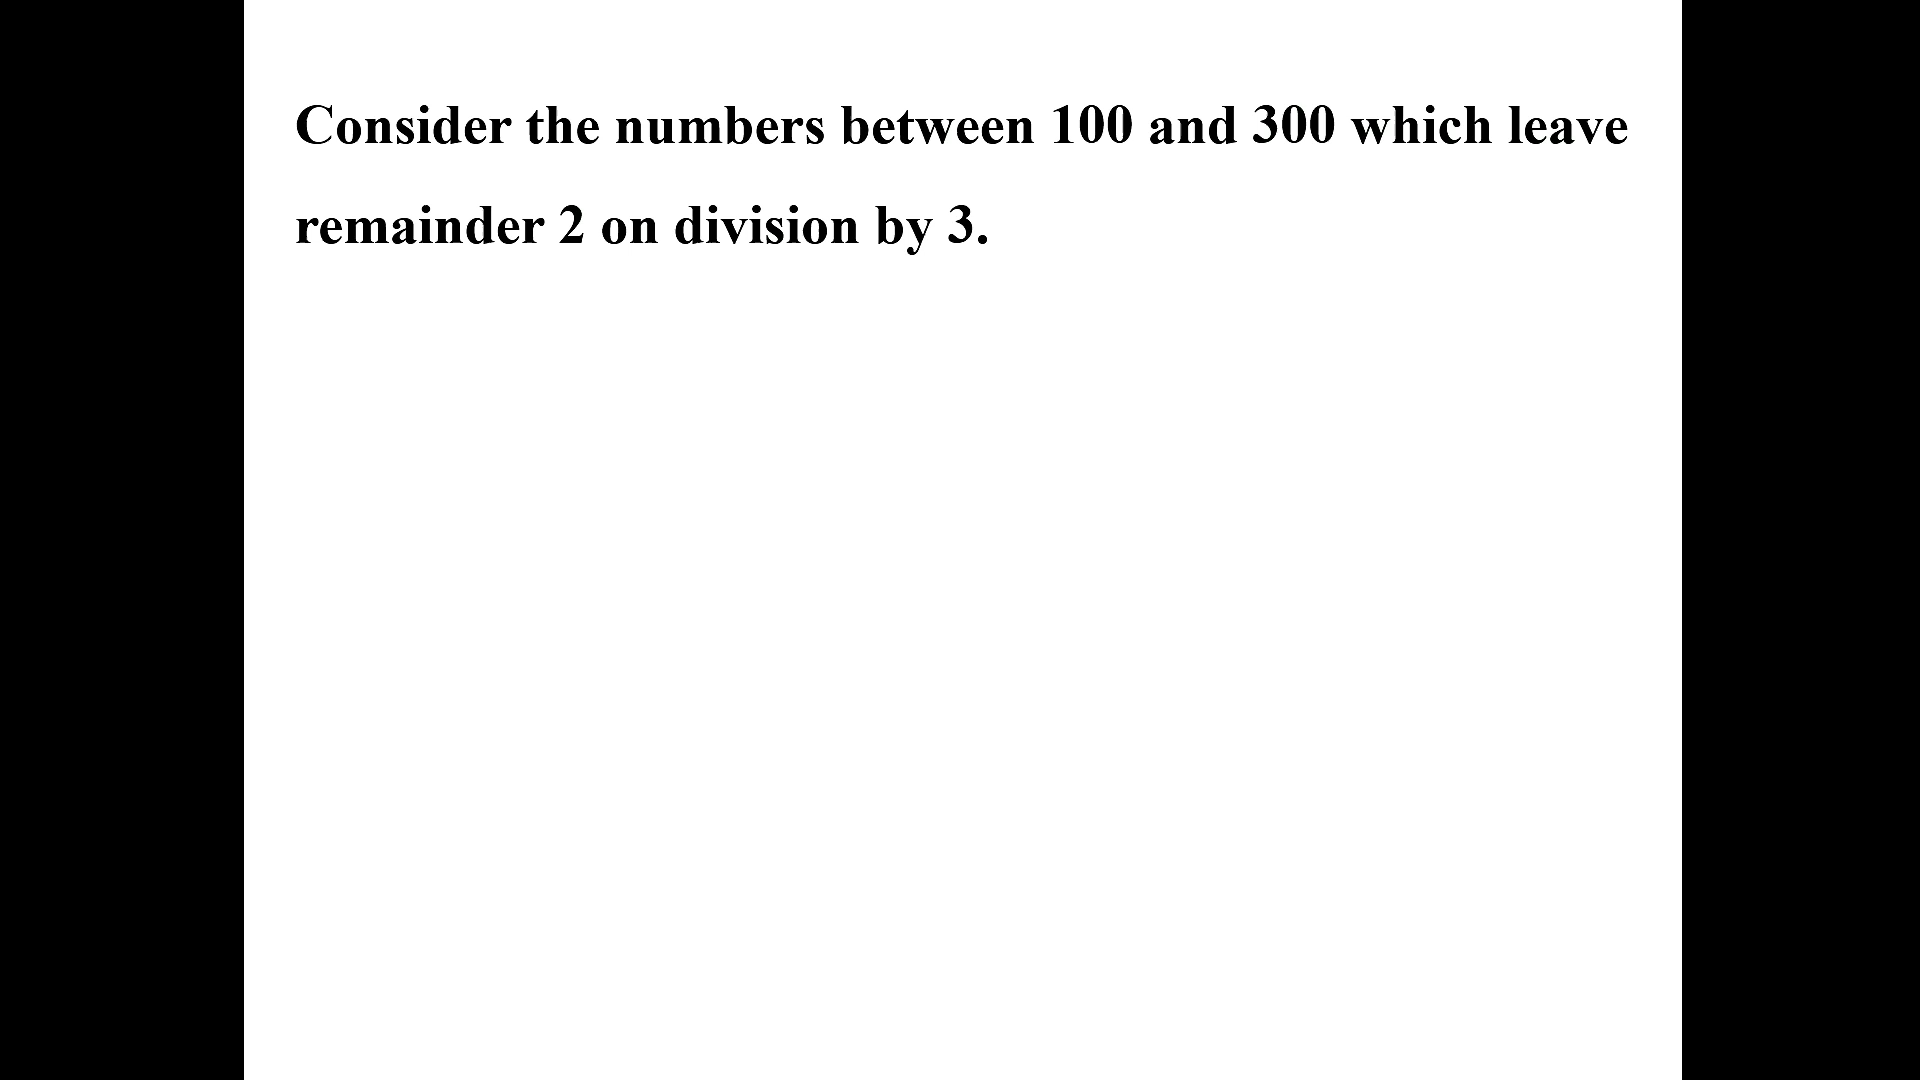 Consider the numbers between 100 and 300 which leave
remainder 2 on division by 3.